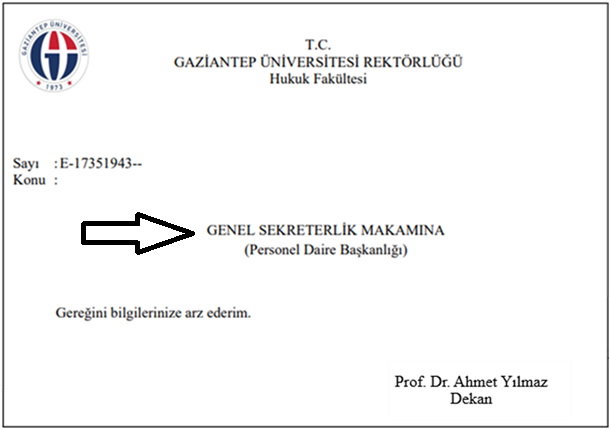 GAZİANTEP ÜNİVERSİTESİ
1973
T.C.
GAZİANTEP ÜNİVERSİTESİ REKTÖRLÜĞÜ
Hukuk Fakültesi
Sayı : E-17351943--
Konu :
GENEL SEKRETERLİK MAKAMINA
(Personel Daire Başkanlığı)
Gereğini bilgilerinize arz ederim.
Prof. Dr. Ahmet Yılmaz
Dekan